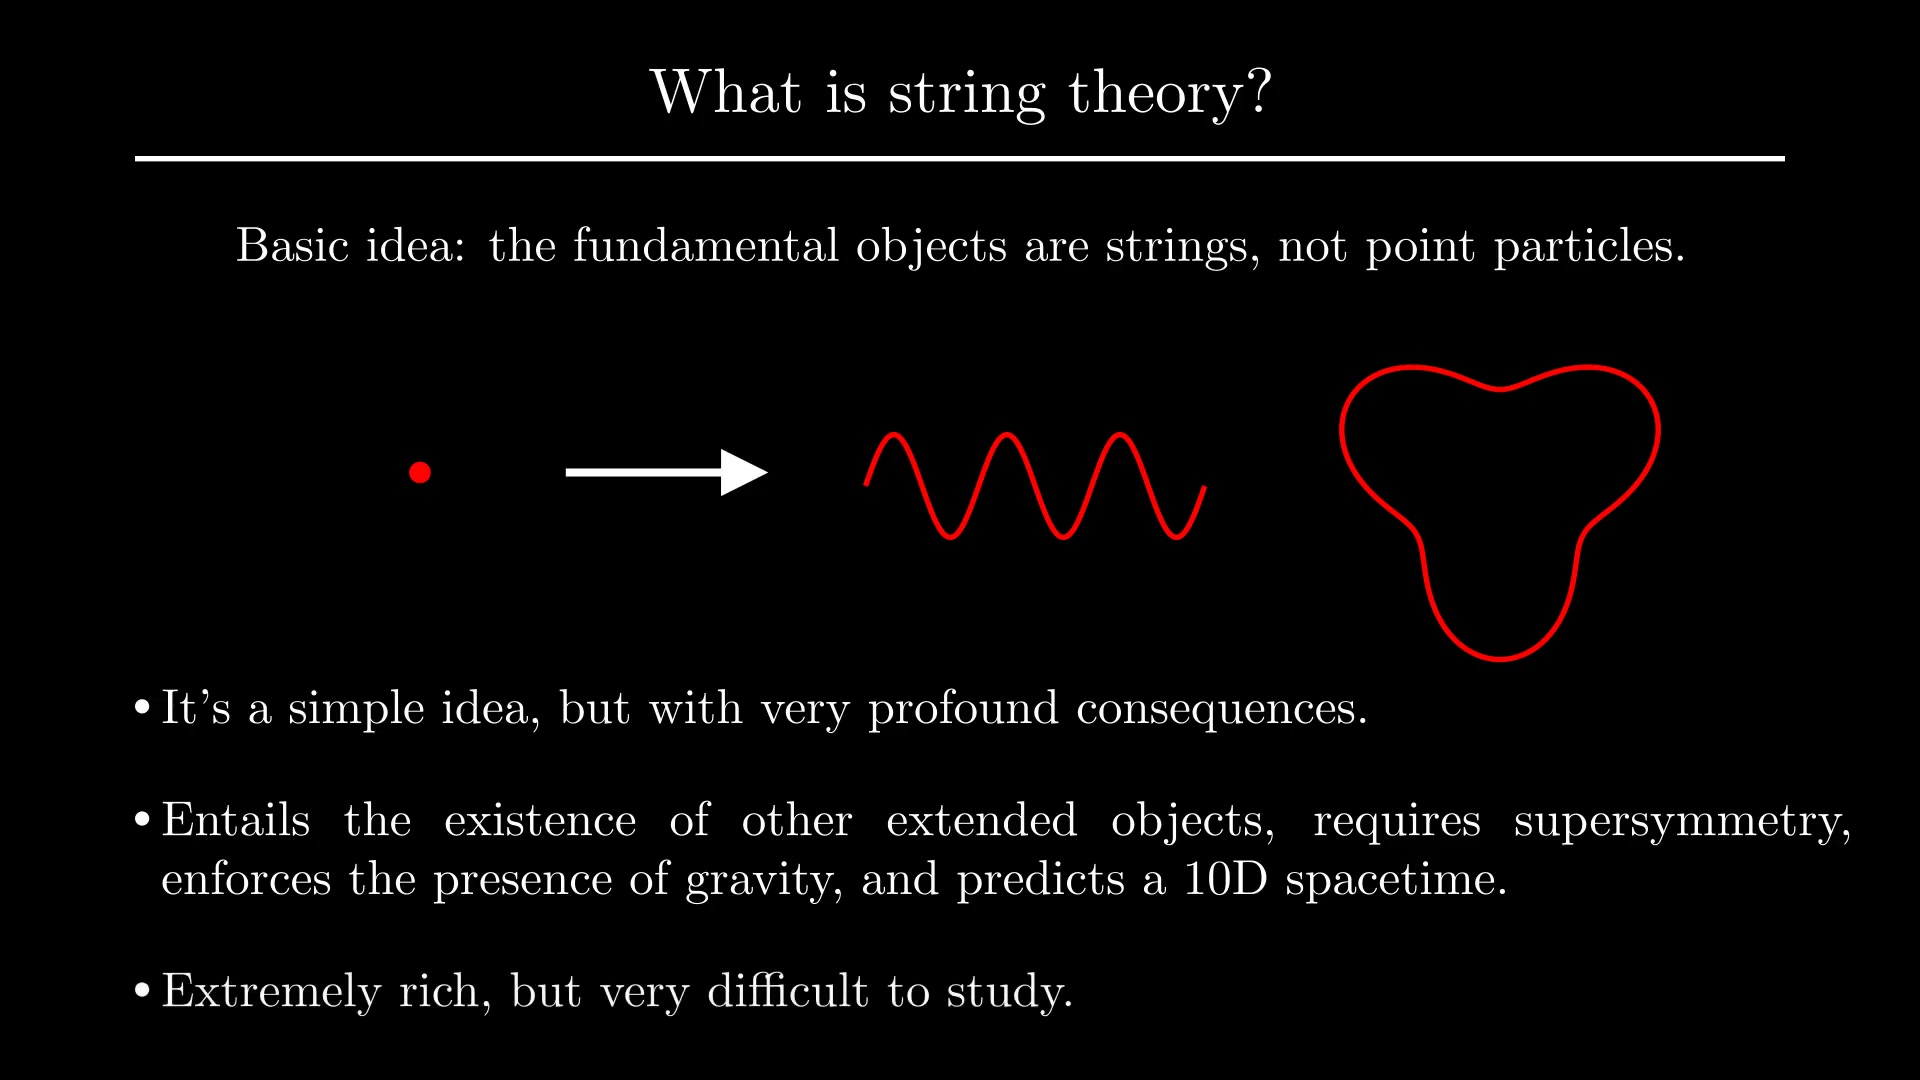 What is string theory?
Basic idea: the fundamental objects are strings, not point particles.
• It's a simple idea, but with very profound consequences.
• Entails the existence of other extended objects, requires supersymmetry,
enforces the presence of gravity, and predicts a 10D spacetime.
• Extremely rich, but very difficult to study.